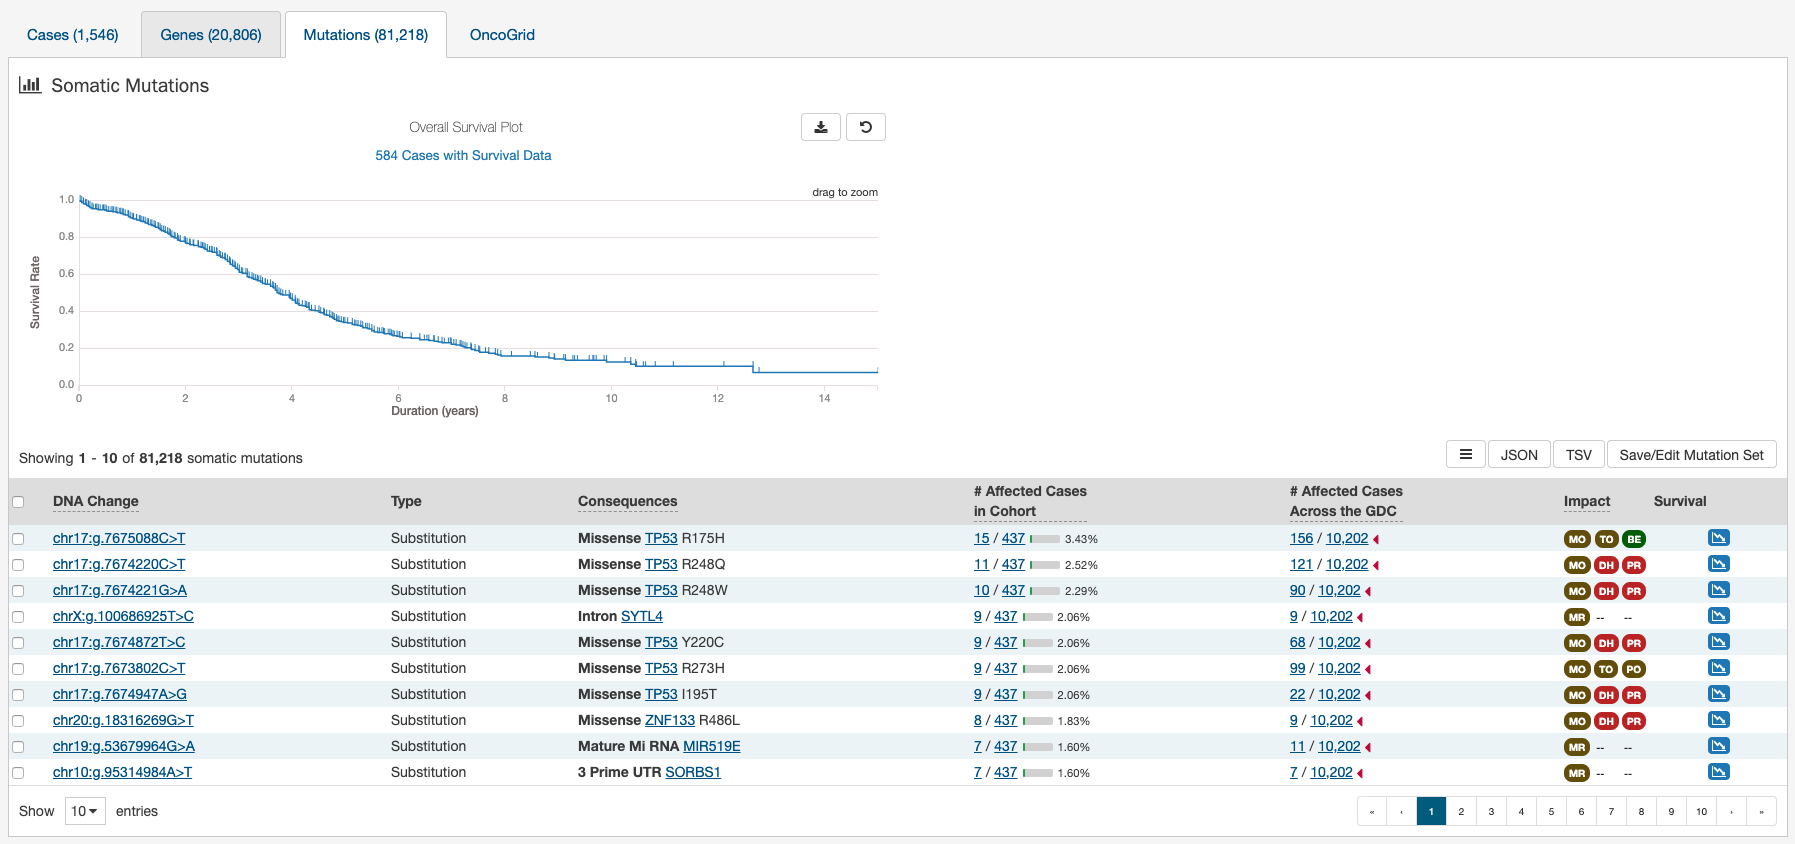 Cases (1,546) Genes (20,806) Mutations (81,218) OncoGrid
Somatic Mutations
Overall Survival Plot
584 Cases with Survival Data
drag to zoom
1.0
0.8
0.6
0.4
0.2
0.0
Survival Rate
0 2 4 6 8 10 12 14
Duration (years)
Showing 1 - 10 of 81,218 somatic mutations
JSON TSV Save/Edit Mutation Set
DNA Change Type Consequences # Affected Cases in Cohort # Affected Cases Across the GDC Impact Survival
chr17:g.7675088C>T Substitution Missense TP53 R175H 15 / 437 3.43% 156 / 10,202 MO TO BE
chr17:g.7674220C>T Substitution Missense TP53 R248Q 11 / 437 2.52% 121 / 10,202 MO DH PR
chr17:g.7674221G>A Substitution Missense TP53 R248W 10 / 437 2.29% 90 / 10,202 MO DH PR
chrX:g.100686925T>C Substitution Intron SYTL4 9 / 437 2.06% 9 / 10,202 MR -- --
chr17:g.7674872T>C Substitution Missense TP53 Y220C 9 / 437 2.06% 68 / 10,202 MO DH PR
chr17:g.7673802C>T Substitution Missense TP53 R273H 9 / 437 2.06% 99 / 10,202 MO TO PO
chr17:g.7674947A>G Substitution Missense TP53 I195T 9 / 437 2.06% 22 / 10,202 MO DH PR
chr20:g.18316269G>T Substitution Missense ZNF133 R486L 8 / 437 1.83% 9 / 10,202 MO DH PR
chr19:g.53679964G>A Substitution Mature Mi RNA MIR519E 7 / 437 1.60% 11 / 10,202 MR -- --
chr10:g.95314984A>T Substitution 3 Prime UTR SORBS1 7 / 437 1.60% 7 / 10,202 MR -- --
Show 10 entries « ‹ 1 2 3 4 5 6 7 8 9 10 › »